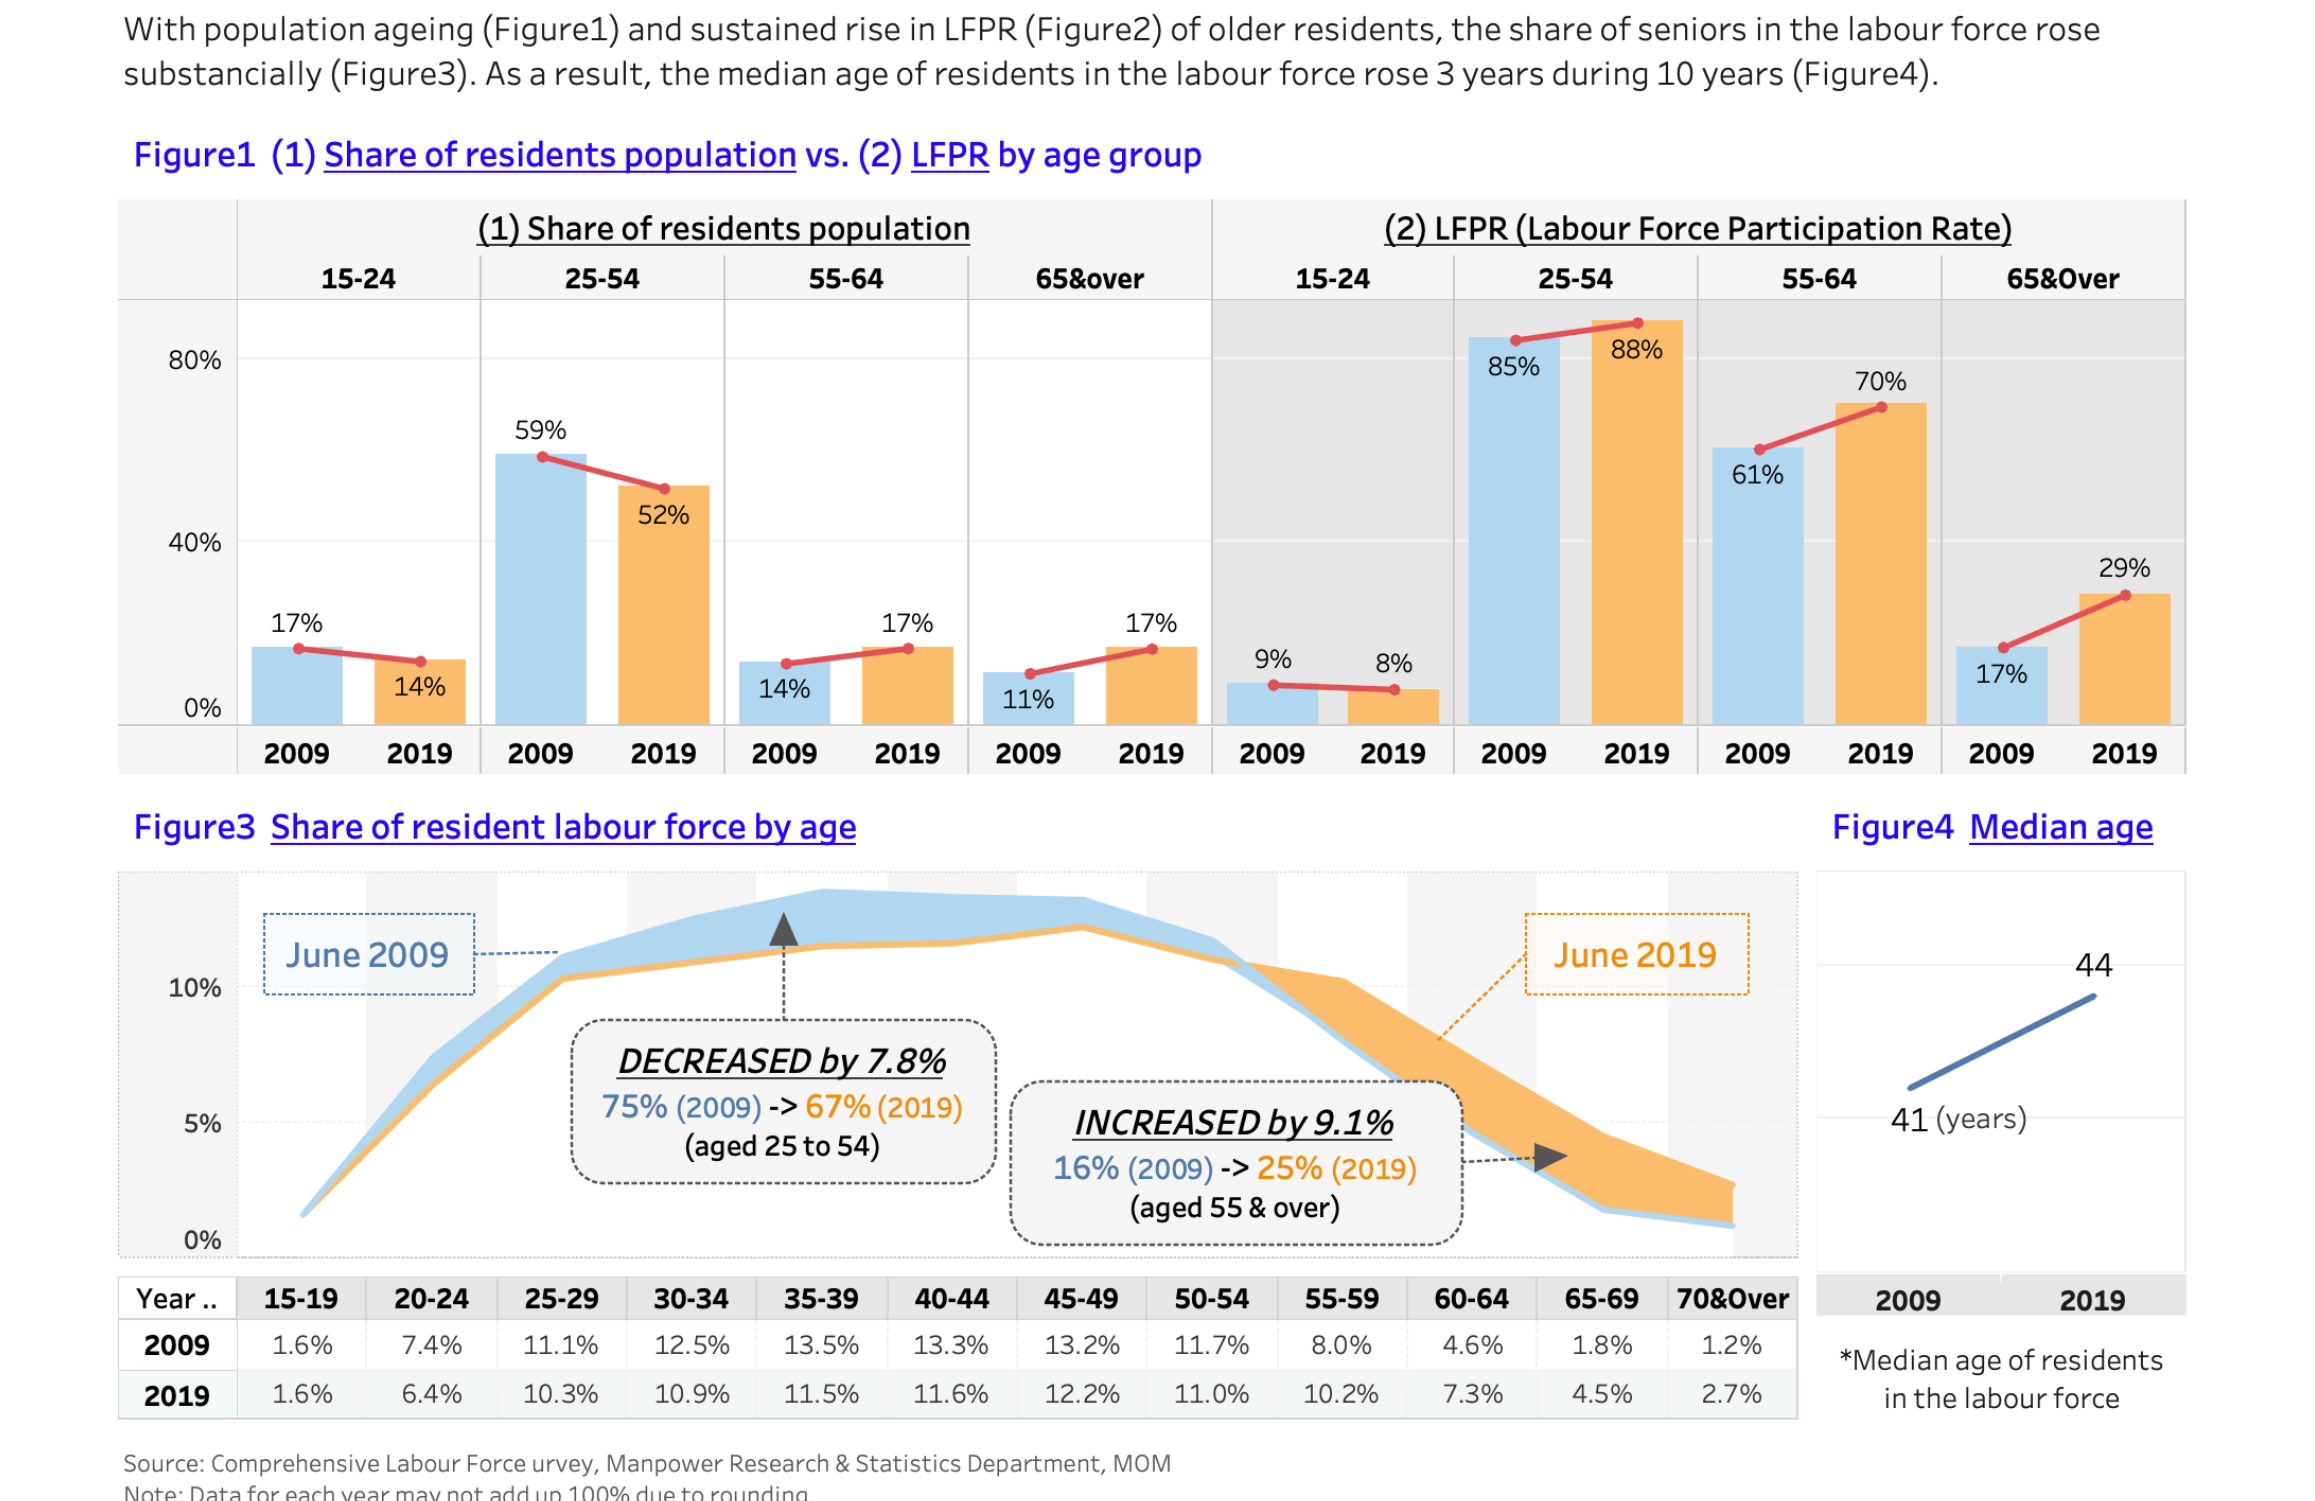 With population ageing (Figure1) and sustained rise in LFPR (Figure2) of older residents, the share of seniors in the labour force rose
substancially (Figure3). As a result, the median age of residents in the labour force rose 3 years during 10 years (Figure4).
Figure1 (1) Share of residents population vs. (2) LFPR by age group
(1) Share of residents population (2) LFPR (Labour Force Participation Rate)
15-24 25-54 55-64 65&over 15-24 25-54 55-64 65&Over
80%
40%
0%
17% 14% 59% 52% 14% 17% 11% 17% 9% 8% 85% 88% 61% 70% 17% 29%
2009 2019 2009 2019 2009 2019 2009 2019 2009 2019 2009 2019 2009 2019 2009 2019
Figure3 Share of resident labour force by age
10%
5%
0%
June 2009
June 2019
DECREASED by 7.8%
75% (2009) -> 67% (2019)
(aged 25 to 54)
INCREASED by 9.1%
16% (2009) -> 25% (2019)
(aged 55 & over)
Year .. 15-19 20-24 25-29 30-34 35-39 40-44 45-49 50-54 55-59 60-64 65-69 70&Over
2009 1.6% 7.4% 11.1% 12.5% 13.5% 13.3% 13.2% 11.7% 8.0% 4.6% 1.8% 1.2%
2019 1.6% 6.4% 10.3% 10.9% 11.5% 11.6% 12.2% 11.0% 10.2% 7.3% 4.5% 2.7%
Figure4 Median age
44
41 (years)
2009 2019
*Median age of residents
in the labour force
Source: Comprehensive Labour Force urvey, Manpower Research & Statistics Department, MOM
Note: Data for each year may not add up 100% due to rounding.